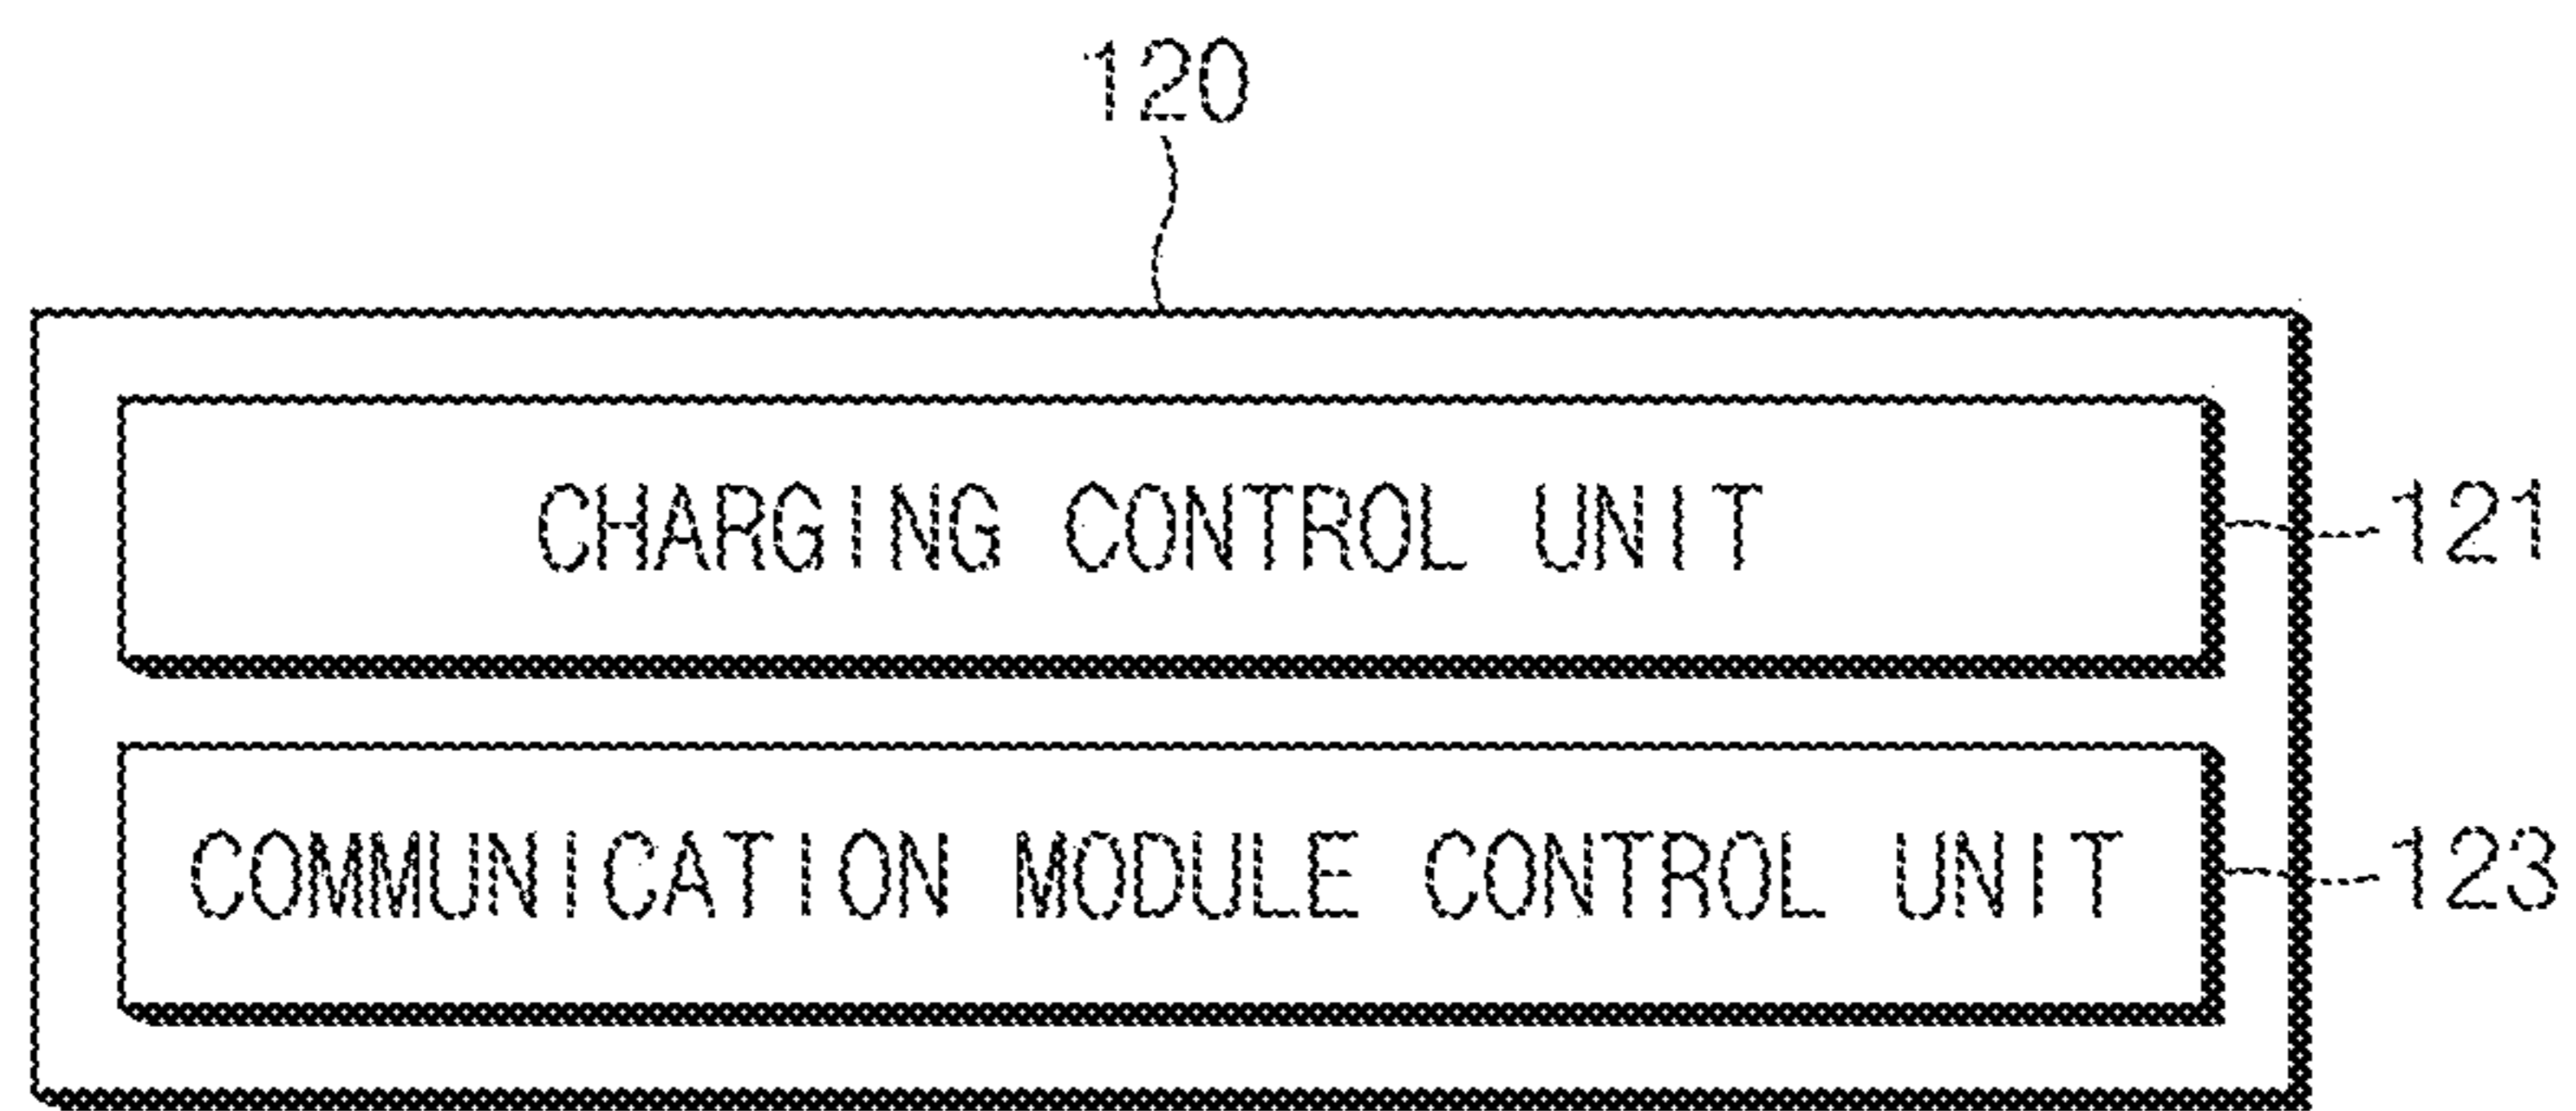 120
CHARGING CONTROL UNIT
121
COMMUNICATION MODULE CONTROL UNIT
123